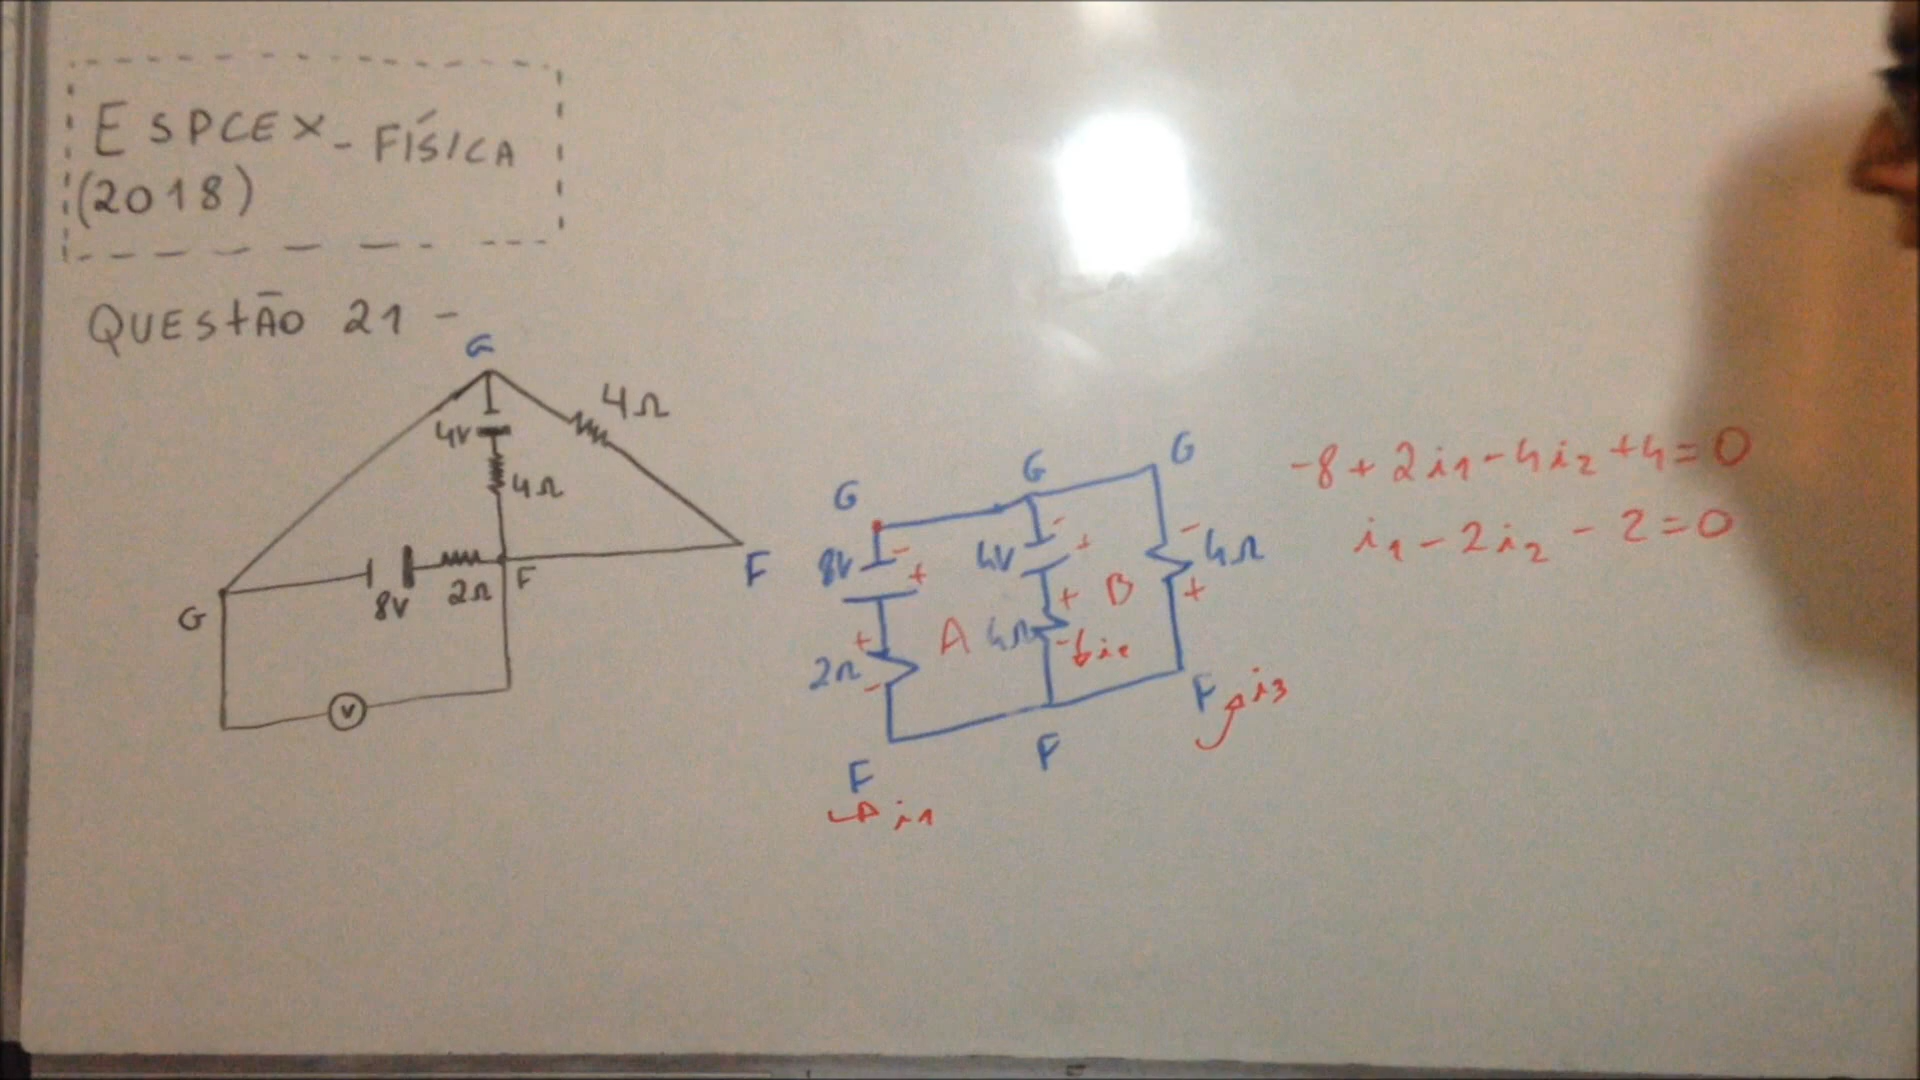 ESPCEX - FÍSICA
(2018)
QUESTÃO 21 -
G
4Ω
4V
4Ω
G
8V
2Ω
F
F
V
G
G
G
8V
-
+
4V
-
+
-
4Ω
+
B
A
+
4Ω
-
i2
+
2Ω
-
F
F
F
i3
i1
-8 + 2i1 - 4i2 + 4 = 0
i1 - 2i2 - 2 = 0